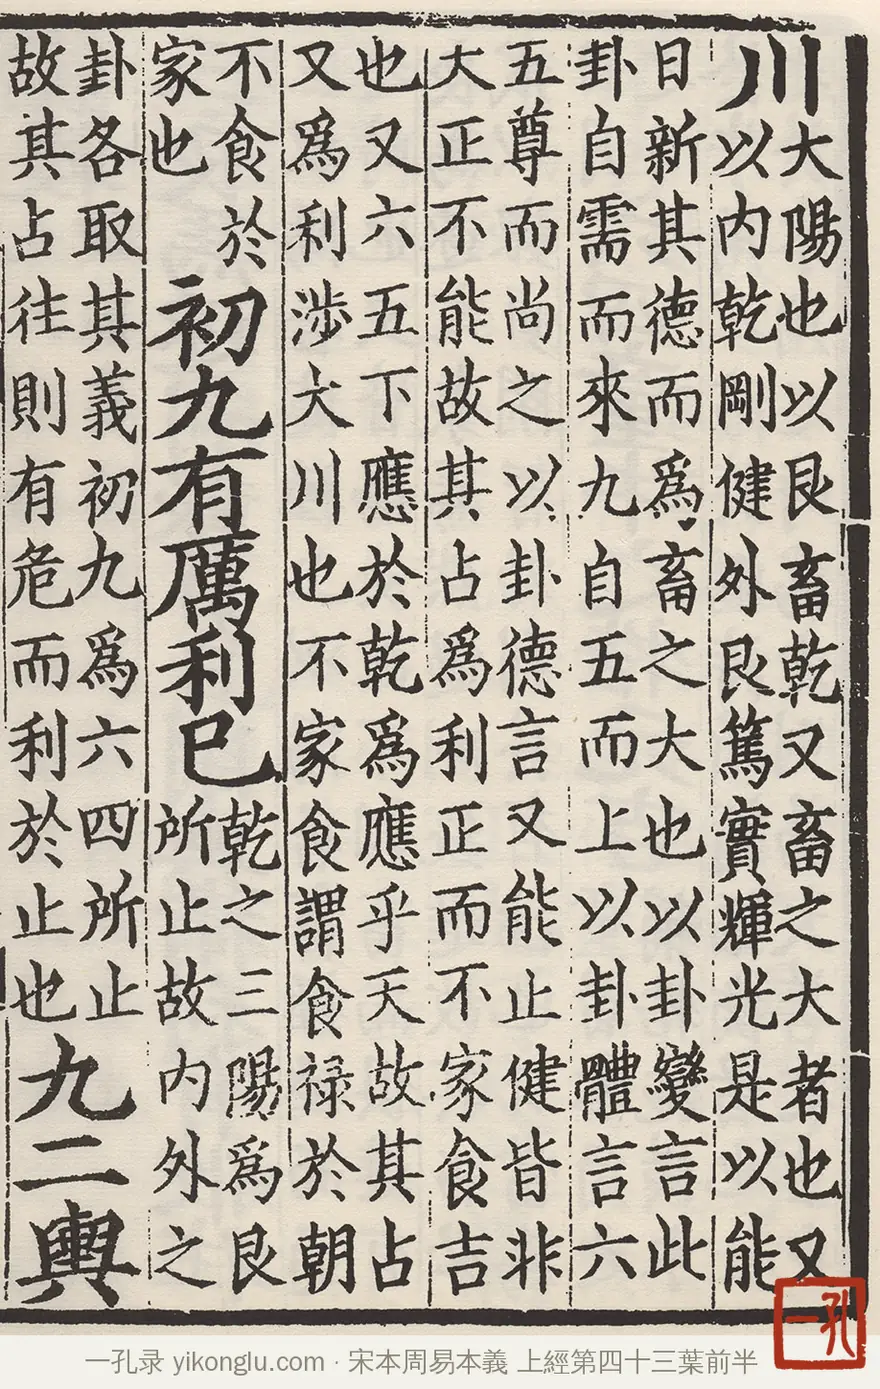 川
大陽也以艮畜乾又畜之大者也又
以内乾剛健外艮篤實輝光是以能
日新其德而爲畜之大也以卦變言此
卦自需而來九自五而上以卦體言六
五尊而尚之以卦德言又能止健皆非
大正不能故其占爲利正而不家食吉
也又六五下應於乾爲應乎天故其占
又爲利涉大川也不家食謂食禄於朝
不食於
家也
初九有厲利巳
乾之三陽爲艮
所止故内外之
卦各取其義初九爲六四所止
故其占往則有危而利於止也
九二輿
一孔
一孔录 yikonglu.com · 宋本周易本義 上經第四十三葉前半